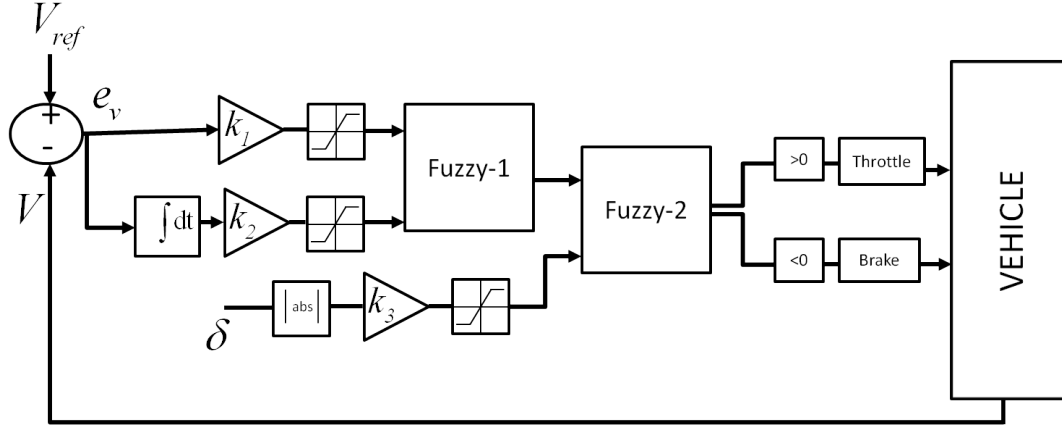 V_ref
+
-
e_v
V
k_1
Fuzzy-1
∫dt
k_2
Fuzzy-2
>0
Throttle
<0
Brake
VEHICLE
δ
|abs|
k_3